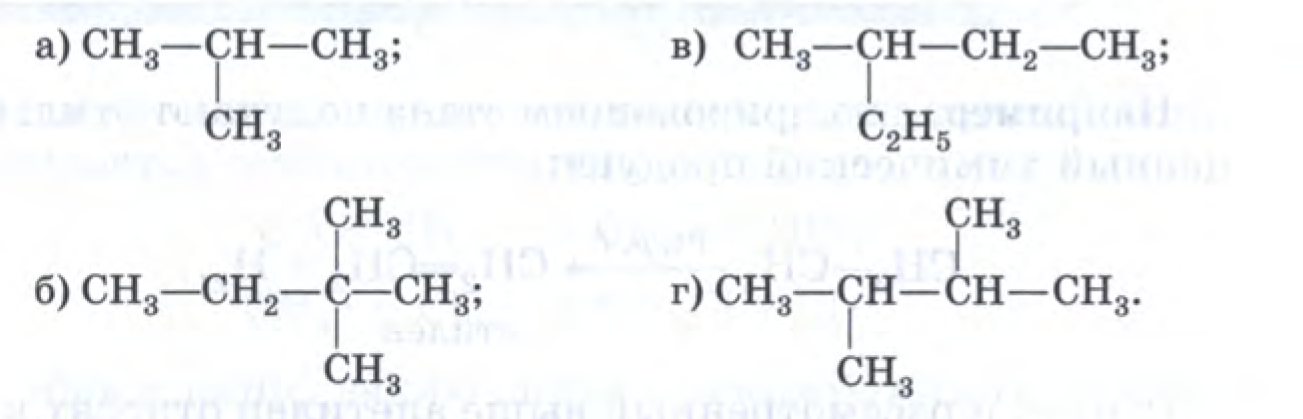 а) CH₃—CH—CH₃;
CH₃
в) CH₃—CH—CH₂—CH₃;
C₂H₅
CH₃
б) CH₃—CH₂—C—CH₃;
CH₃
CH₃
г) CH₃—CH—CH—CH₃.
CH₃